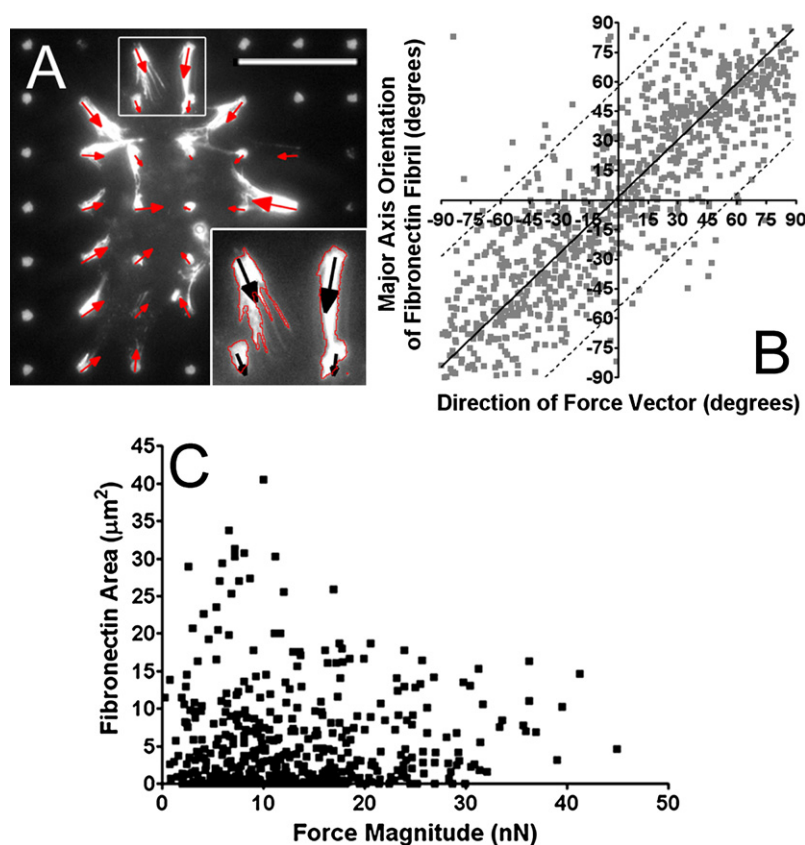 A
90
75
60
45
30
15
-90 -75 -60 -45 -30 -15
15 30 45 60 75 90
-15
-30
-45
-60
-75
-90
Major Axis Orientation
of Fibronectin Fibril (degrees)
B
Direction of Force Vector (degrees)
C
45
40
35
30
25
20
15
10
5
0
Fibronectin Area (μm²)
0 10 20 30 40 50
Force Magnitude (nN)